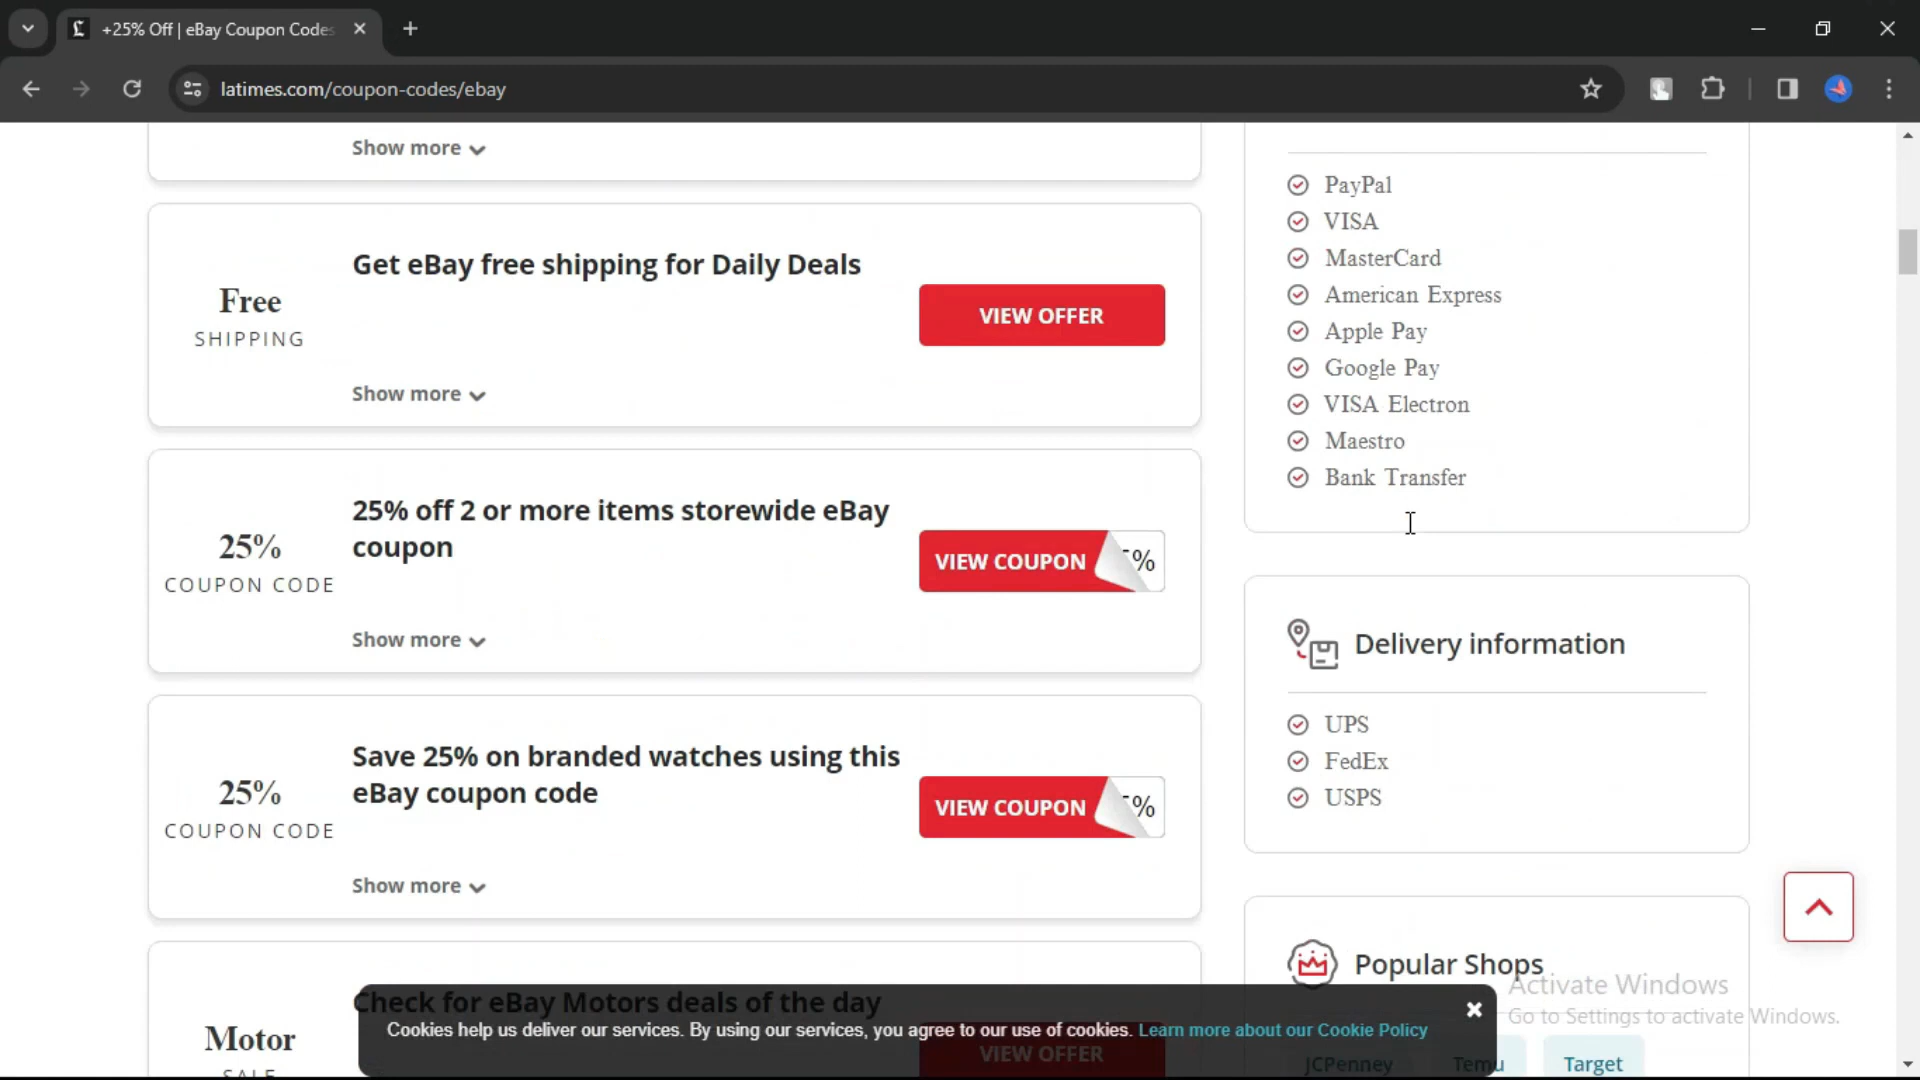 +25% Off | eBay Coupon Codes
latimes.com/coupon-codes/ebay
Show more
Get eBay free shipping for Daily Deals
Free
SHIPPING
VIEW OFFER
Show more
25% off 2 or more items storewide eBay
coupon
25%
COUPON CODE
VIEW COUPON
%
Show more
Save 25% on branded watches using this
eBay coupon code
25%
COUPON CODE
VIEW COUPON
%
Show more
Check for eBay Motors deals of the day
Motor
SALE
VIEW OFFER
PayPal
VISA
MasterCard
American Express
Apple Pay
Google Pay
VISA Electron
Maestro
Bank Transfer
Delivery information
UPS
FedEx
USPS
Popular Shops
JCPenney
Temu
Target
Activate Windows
Go to Settings to activate Windows.
Cookies help us deliver our services. By using our services, you agree to our use of cookies. Learn more about our Cookie Policy